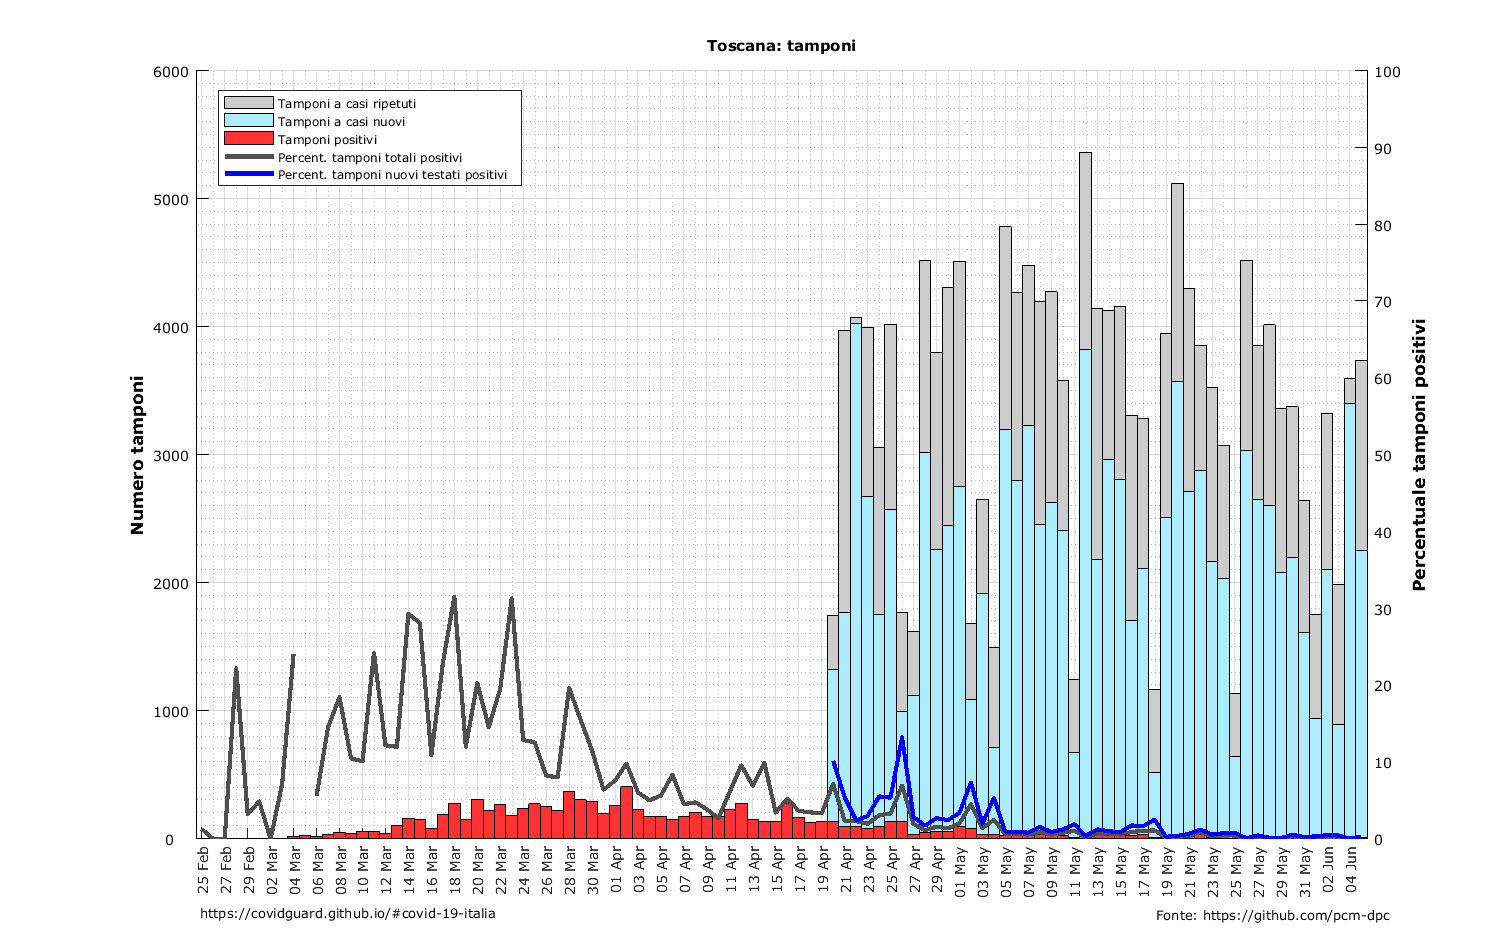 Toscana: tamponi
Tamponi a casi ripetuti
Tamponi a casi nuovi
Tamponi positivi
Percent. tamponi totali positivi
Percent. tamponi nuovi testati positivi
Numero tamponi
6000
5000
4000
3000
2000
1000
0
100
90
80
70
60
50
40
30
20
10
0
Percentuale tamponi positivi
25 Feb
27 Feb
29 Feb
02 Mar
04 Mar
06 Mar
08 Mar
10 Mar
12 Mar
14 Mar
16 Mar
18 Mar
20 Mar
22 Mar
24 Mar
26 Mar
28 Mar
30 Mar
01 Apr
03 Apr
05 Apr
07 Apr
09 Apr
11 Apr
13 Apr
15 Apr
17 Apr
19 Apr
21 Apr
23 Apr
25 Apr
27 Apr
29 Apr
01 May
03 May
05 May
07 May
09 May
11 May
13 May
15 May
17 May
19 May
21 May
23 May
25 May
27 May
29 May
31 May
02 Jun
04 Jun
https://covidguard.github.io/#covid-19-italia
Fonte: https://github.com/pcm-dpc